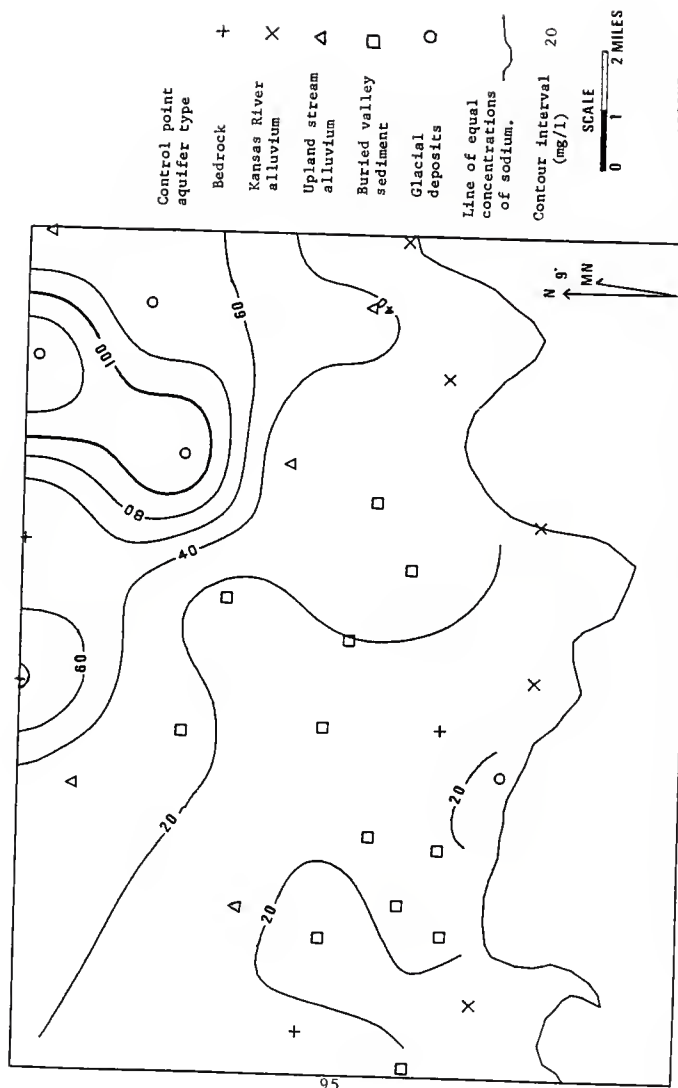 Control point
aquifer type
Bedrock +
Kansas River
alluvium ×
Upland stream
alluvium △
Buried valley
sediment □
Glacial
deposits ○
Line of equal
concentrations
of sodium.
Contour interval 20
(mg/l)
SCALE
0 1 2 MILES
100
80
60
60
40
20
20
20
N 9°
MN
95